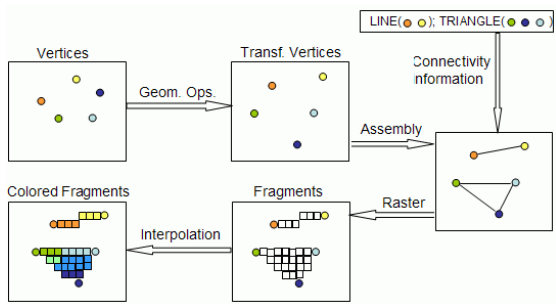 LINE( ); TRIANGLE( )
Vertices
Transf. Vertices
Connectivity
Information
Geom. Ops.
Assembly
Colored Fragments
Fragments
Raster
Interpolation